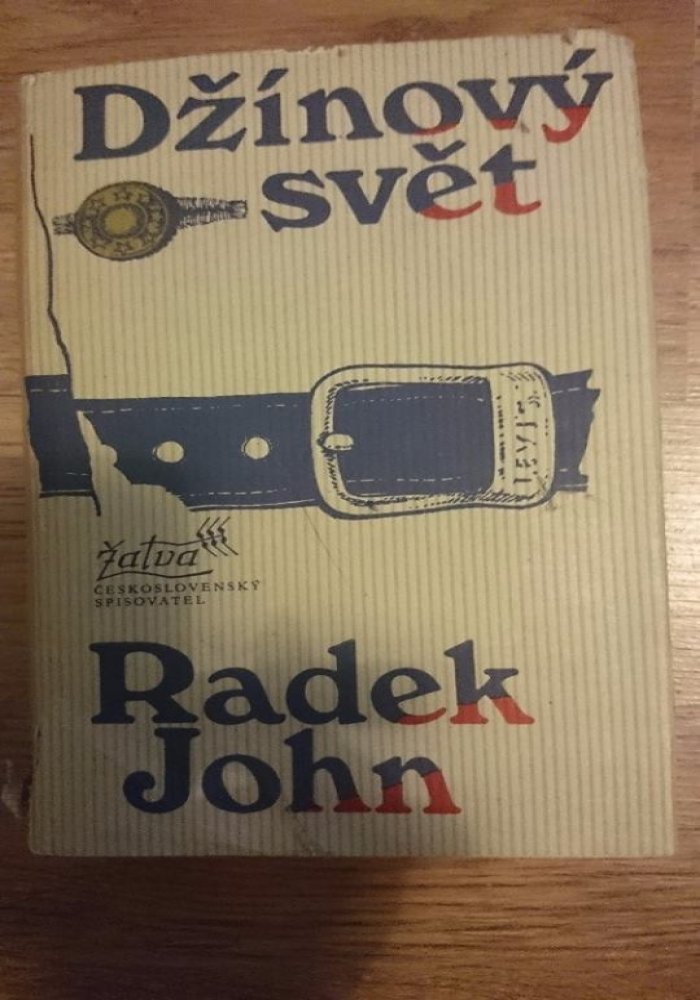 Džínový
svět
LEVI'S
žatva
ČESKOSLOVENSKÝ
SPISOVATEL
Radek
John